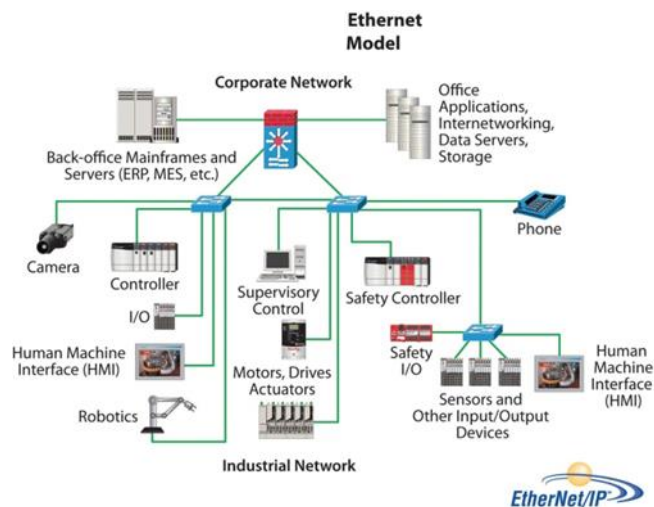 Ethernet
Model
Corporate Network
Office
Applications,
Internetworking,
Data Servers,
Storage
Back-office Mainframes and
Servers (ERP, MES, etc.)
Phone
Camera
Controller
Supervisory
Control
Safety Controller
I/O
Human Machine
Interface (HMI)
Motors, Drives
Actuators
Safety
I/O
Sensors and
Other Input/Output
Devices
Human
Machine
Interface
(HMI)
Robotics
Industrial Network
EtherNet/IP